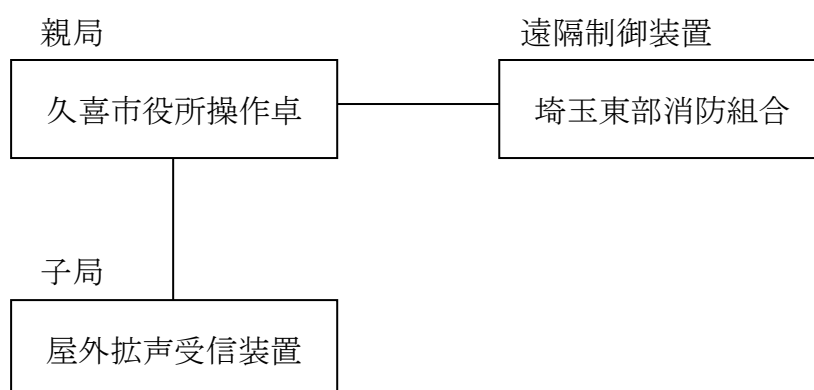 親局
遠隔制御装置
久喜市役所操作卓
埼玉東部消防組合
子局
屋外拡声受信装置